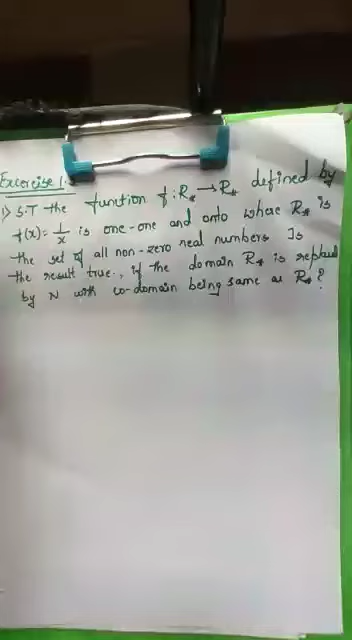 Exercise 1.
1) S.T the function f: R* → R* defined by
f(x) = 1/x is one-one and onto where R* is
the set of all non-zero real numbers. Is
the result true., if the domain R* is replaced
by N with co-domain being same as R*?